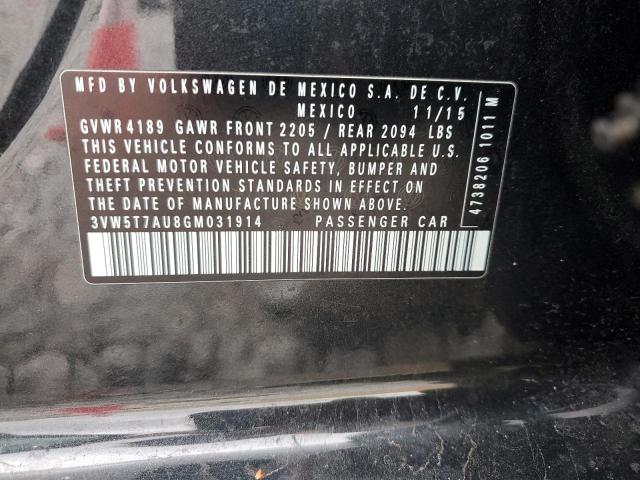 MFD BY VOLKSWAGEN DE MEXICO S.A. DE C.V.
MEXICO 11/15
GVWR 4189 GAWR FRONT 2205 / REAR 2094 LBS
THIS VEHICLE CONFORMS TO ALL APPLICABLE U.S.
FEDERAL MOTOR VEHICLE SAFETY, BUMPER AND
THEFT PREVENTION STANDARDS IN EFFECT ON
THE DATE OF MANUFACTURE SHOWN ABOVE.
3VW5T7AU8GM031914 PASSENGER CAR
4738206 1011 M